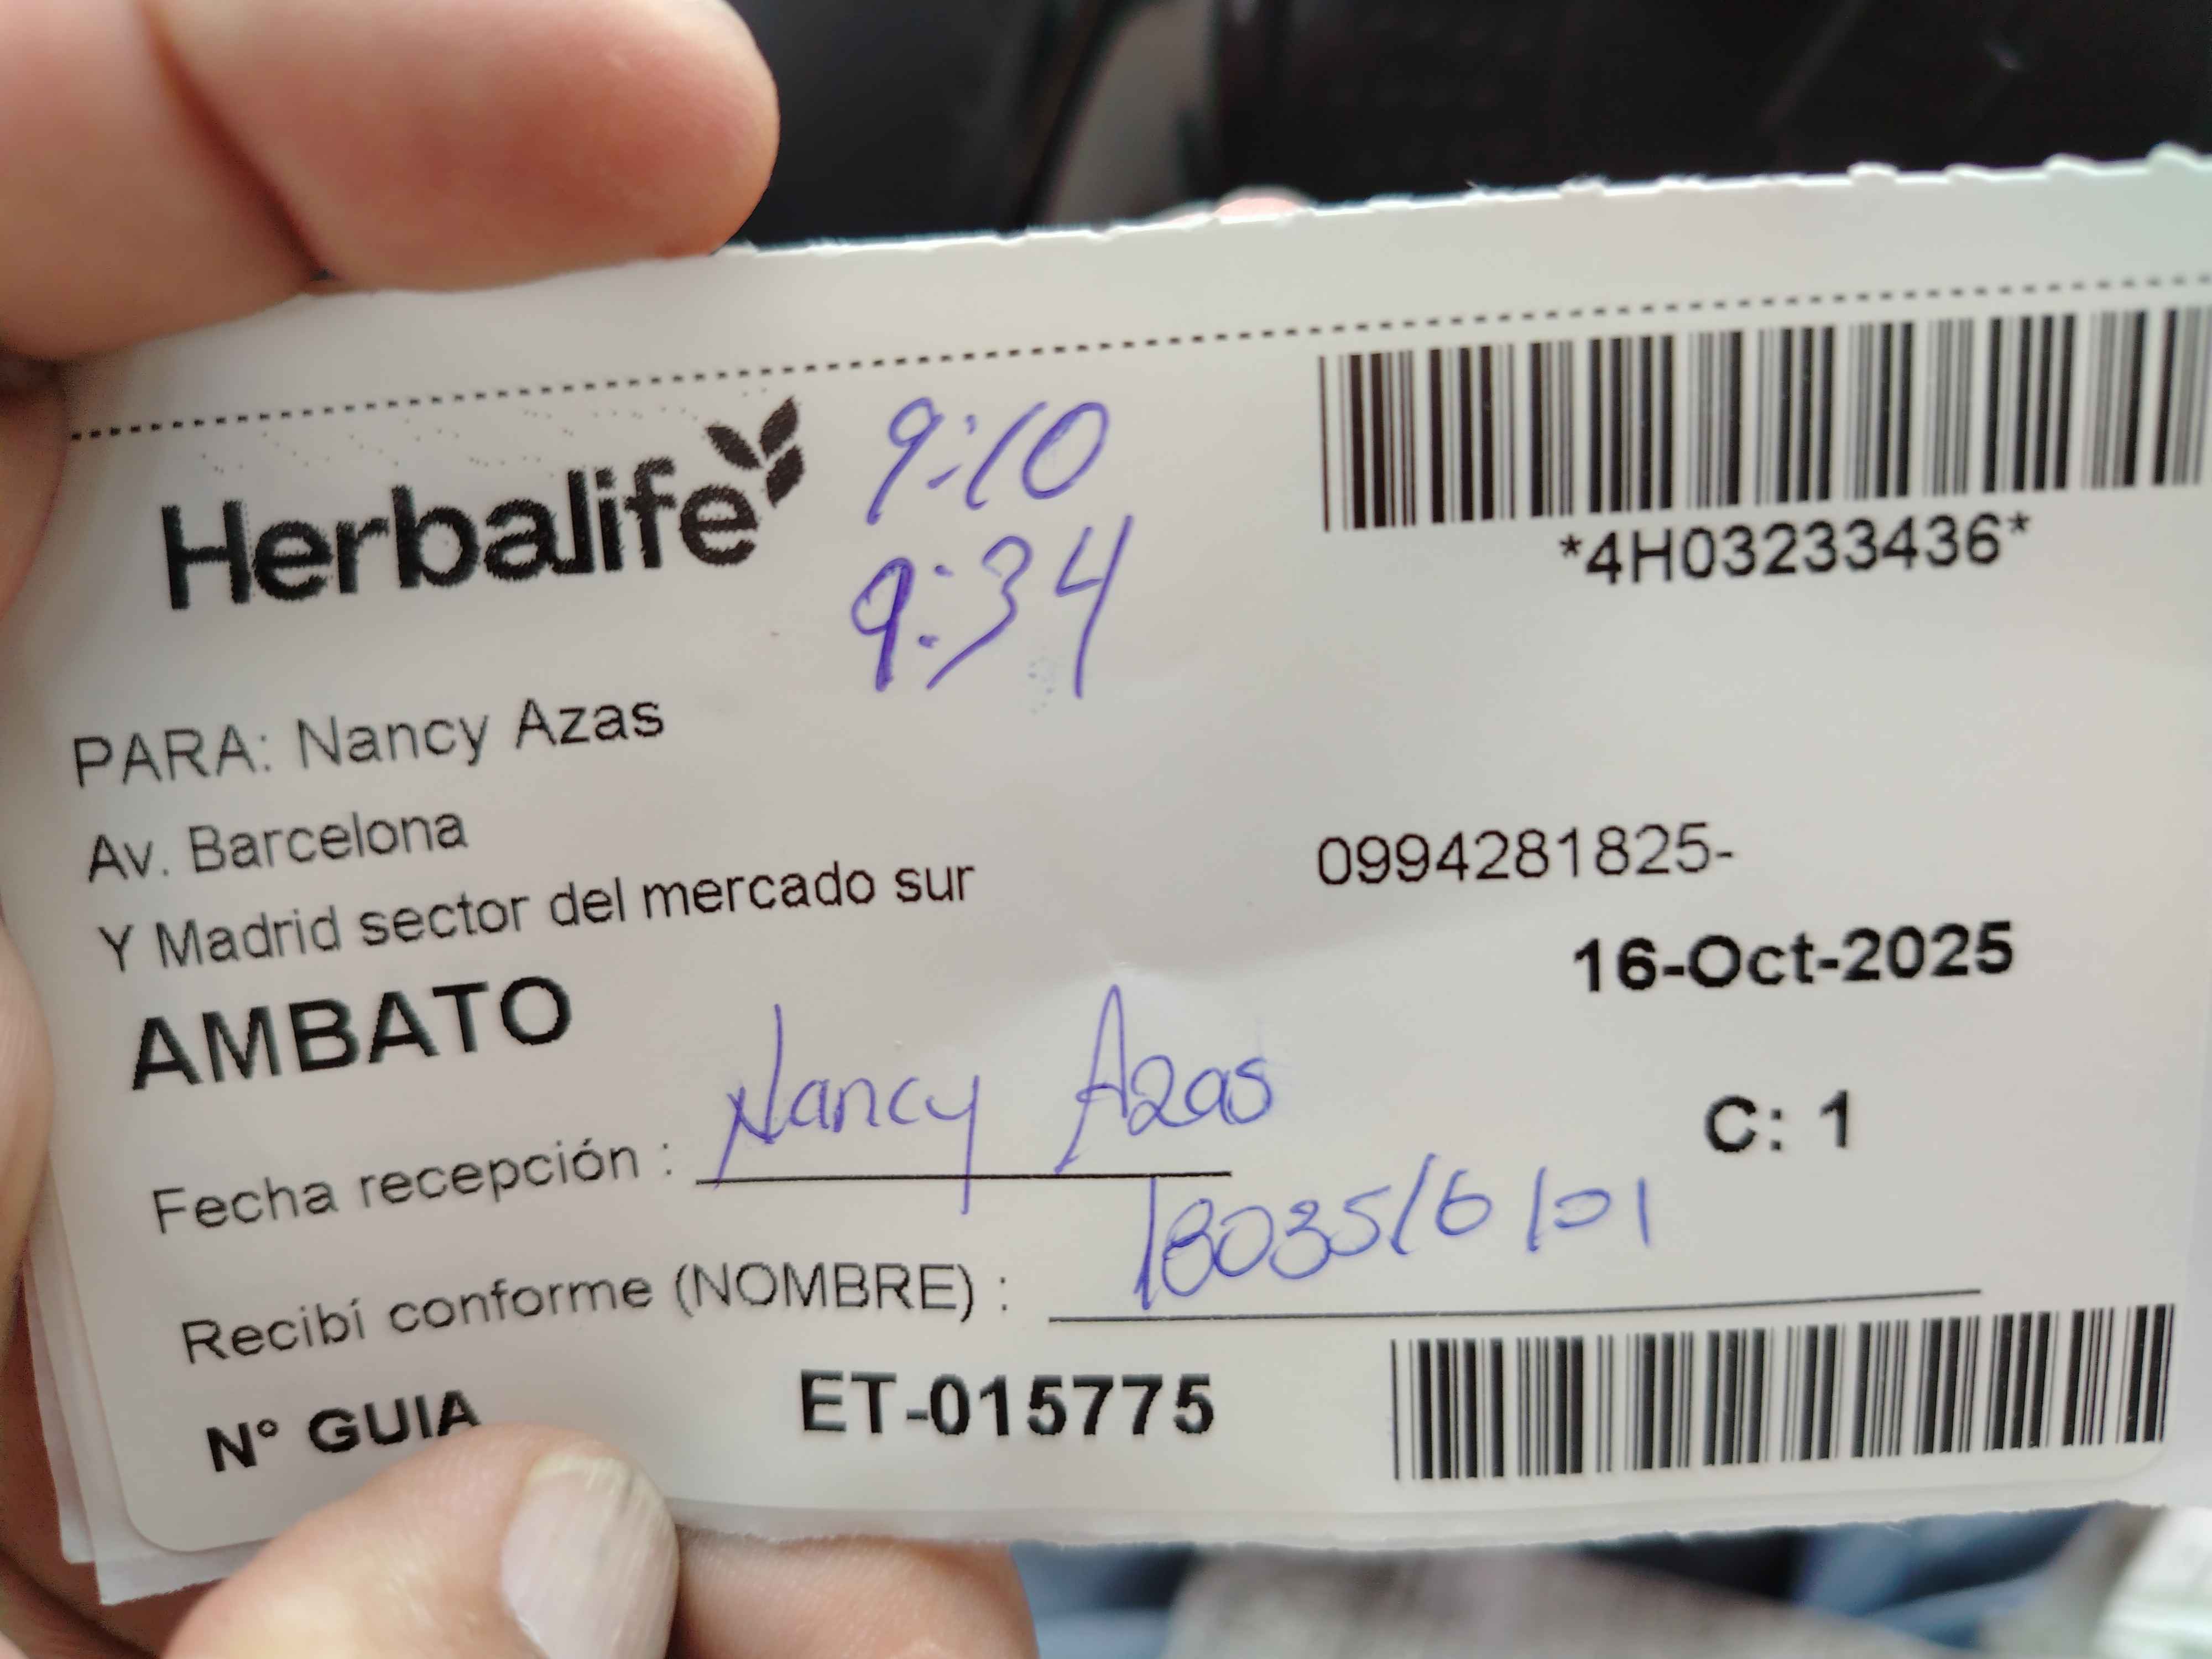 Herbalife
9:10
9:34
*4H03233436*
PARA: Nancy Azas
Av. Barcelona
0994281825-
Y Madrid sector del mercado sur
16-Oct-2025
AMBATO
C: 1
Fecha recepción : Nancy Azas
Recibí conforme (NOMBRE) :
N° GUIA ET-015775